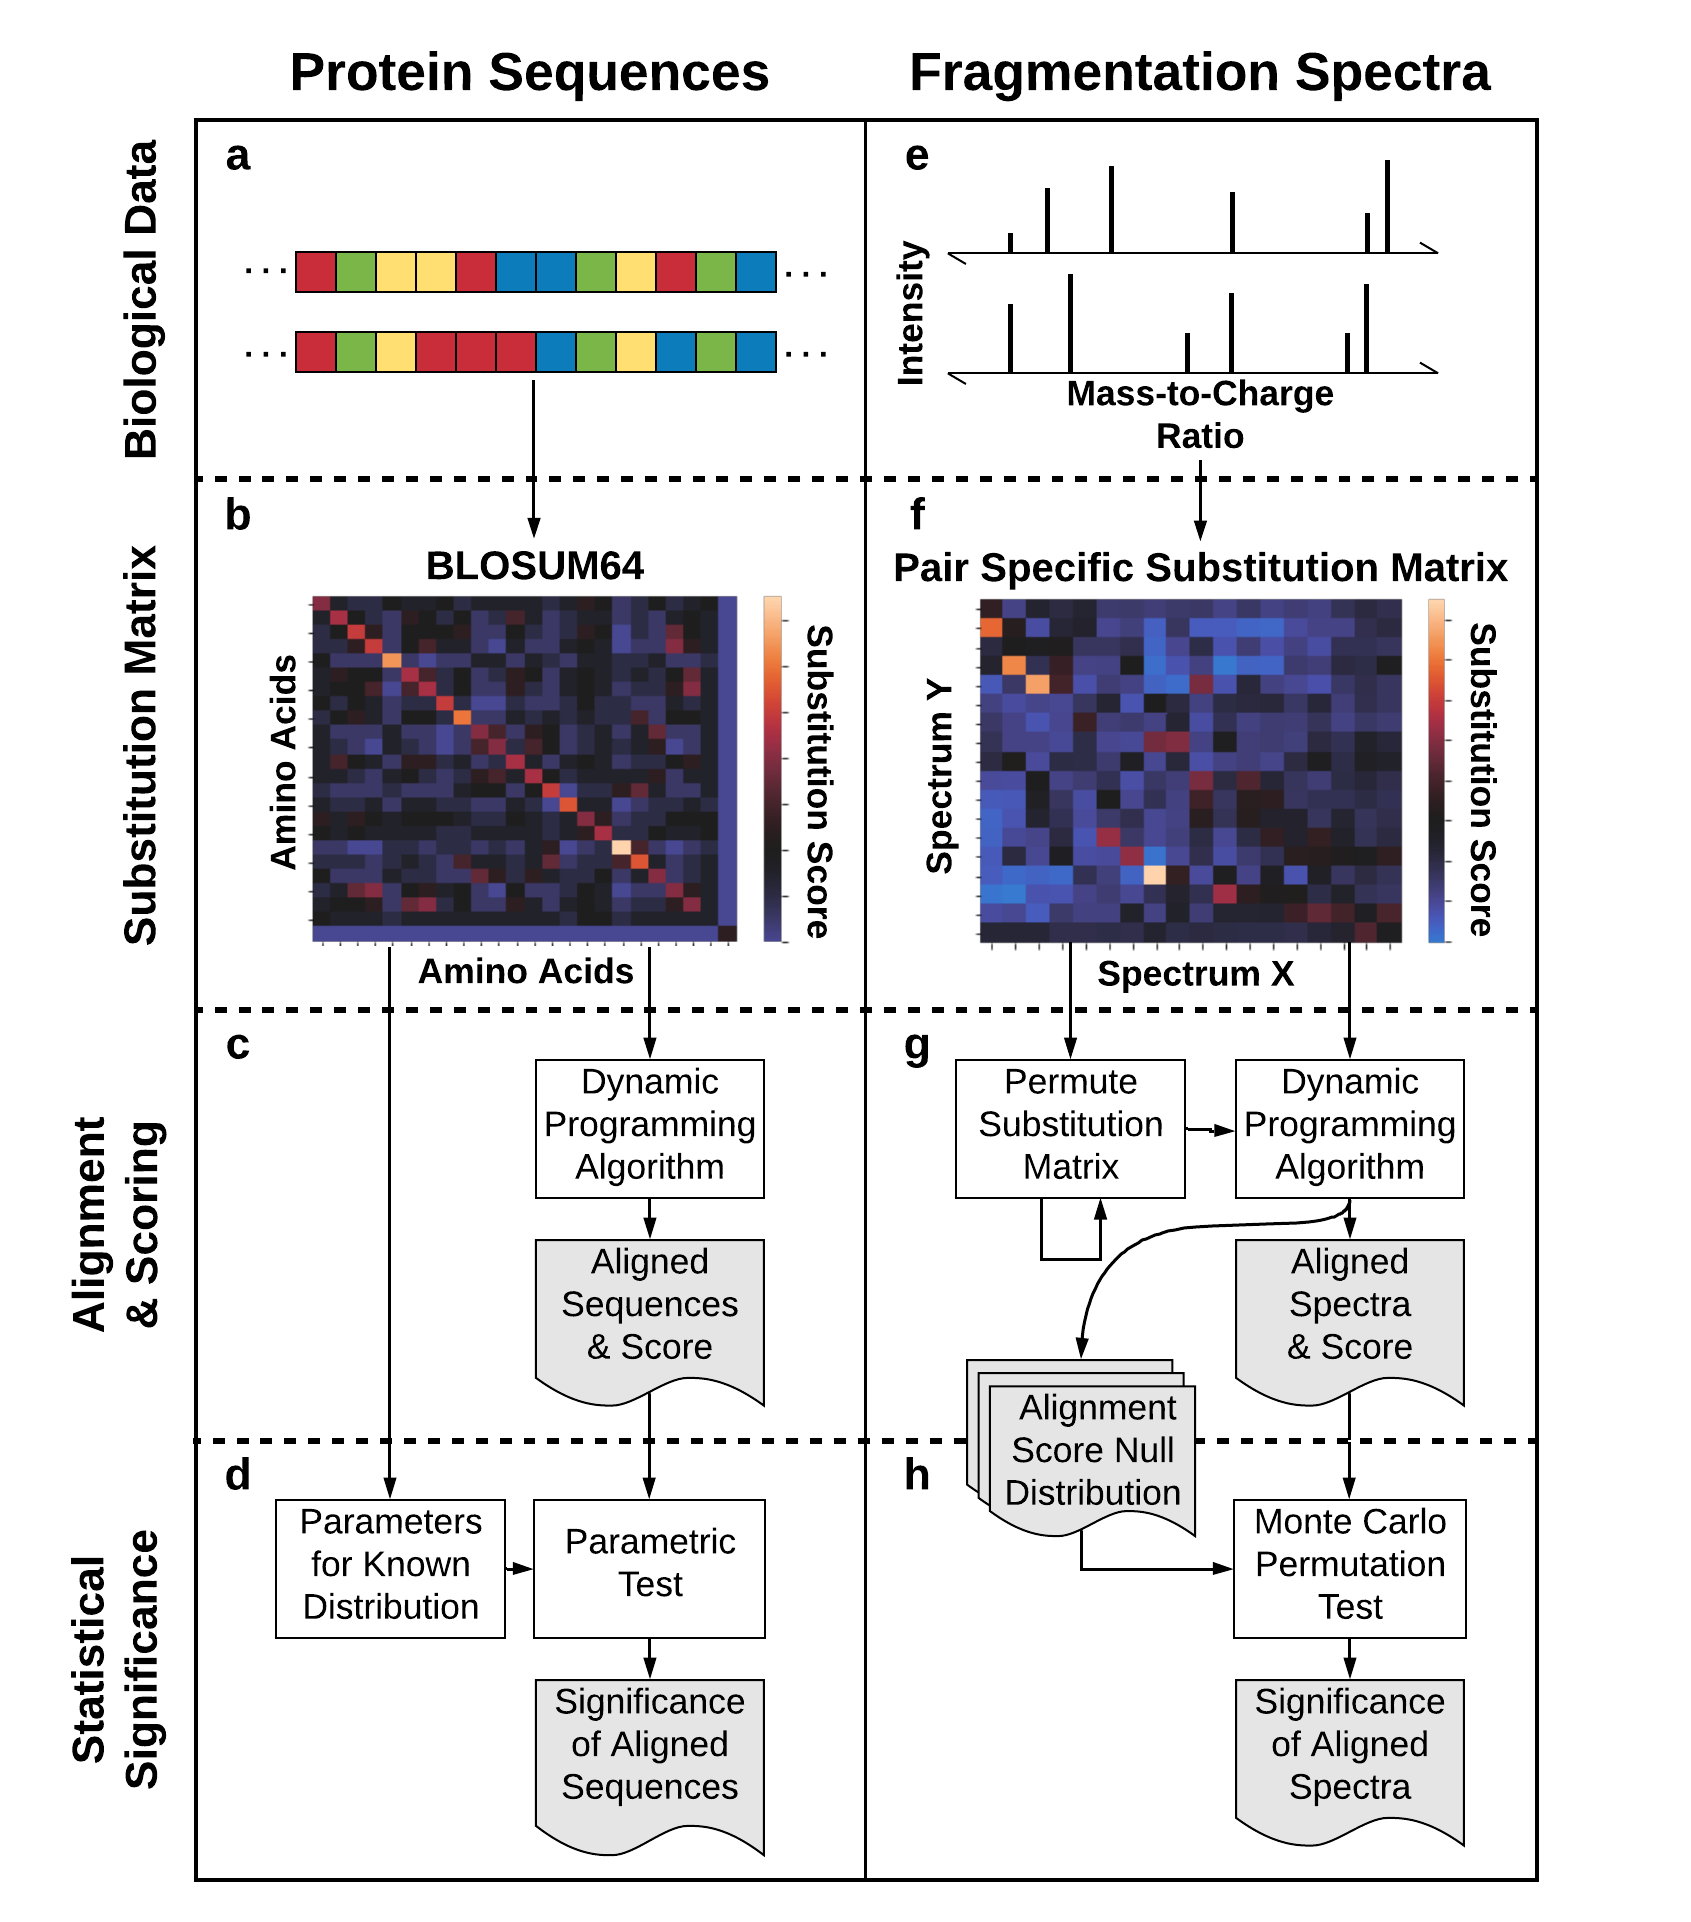 Protein Sequences
Fragmentation Spectra
Biological Data
a
...
...
...
...
e
Intensity
Mass-to-Charge
Ratio
Substitution Matrix
b
BLOSUM64
Amino Acids
Substitution Score
Amino Acids
f
Pair Specific Substitution Matrix
Spectrum Y
Substitution Score
Spectrum X
Alignment
& Scoring
c
Dynamic
Programming
Algorithm
Aligned
Sequences
& Score
g
Permute
Substitution
Matrix
Dynamic
Programming
Algorithm
Aligned
Spectra
& Score
Alignment
Score Null
Distribution
Statistical
Significance
d
Parameters
for Known
Distribution
Parametric
Test
Significance
of Aligned
Sequences
h
Monte Carlo
Permutation
Test
Significance
of Aligned
Spectra